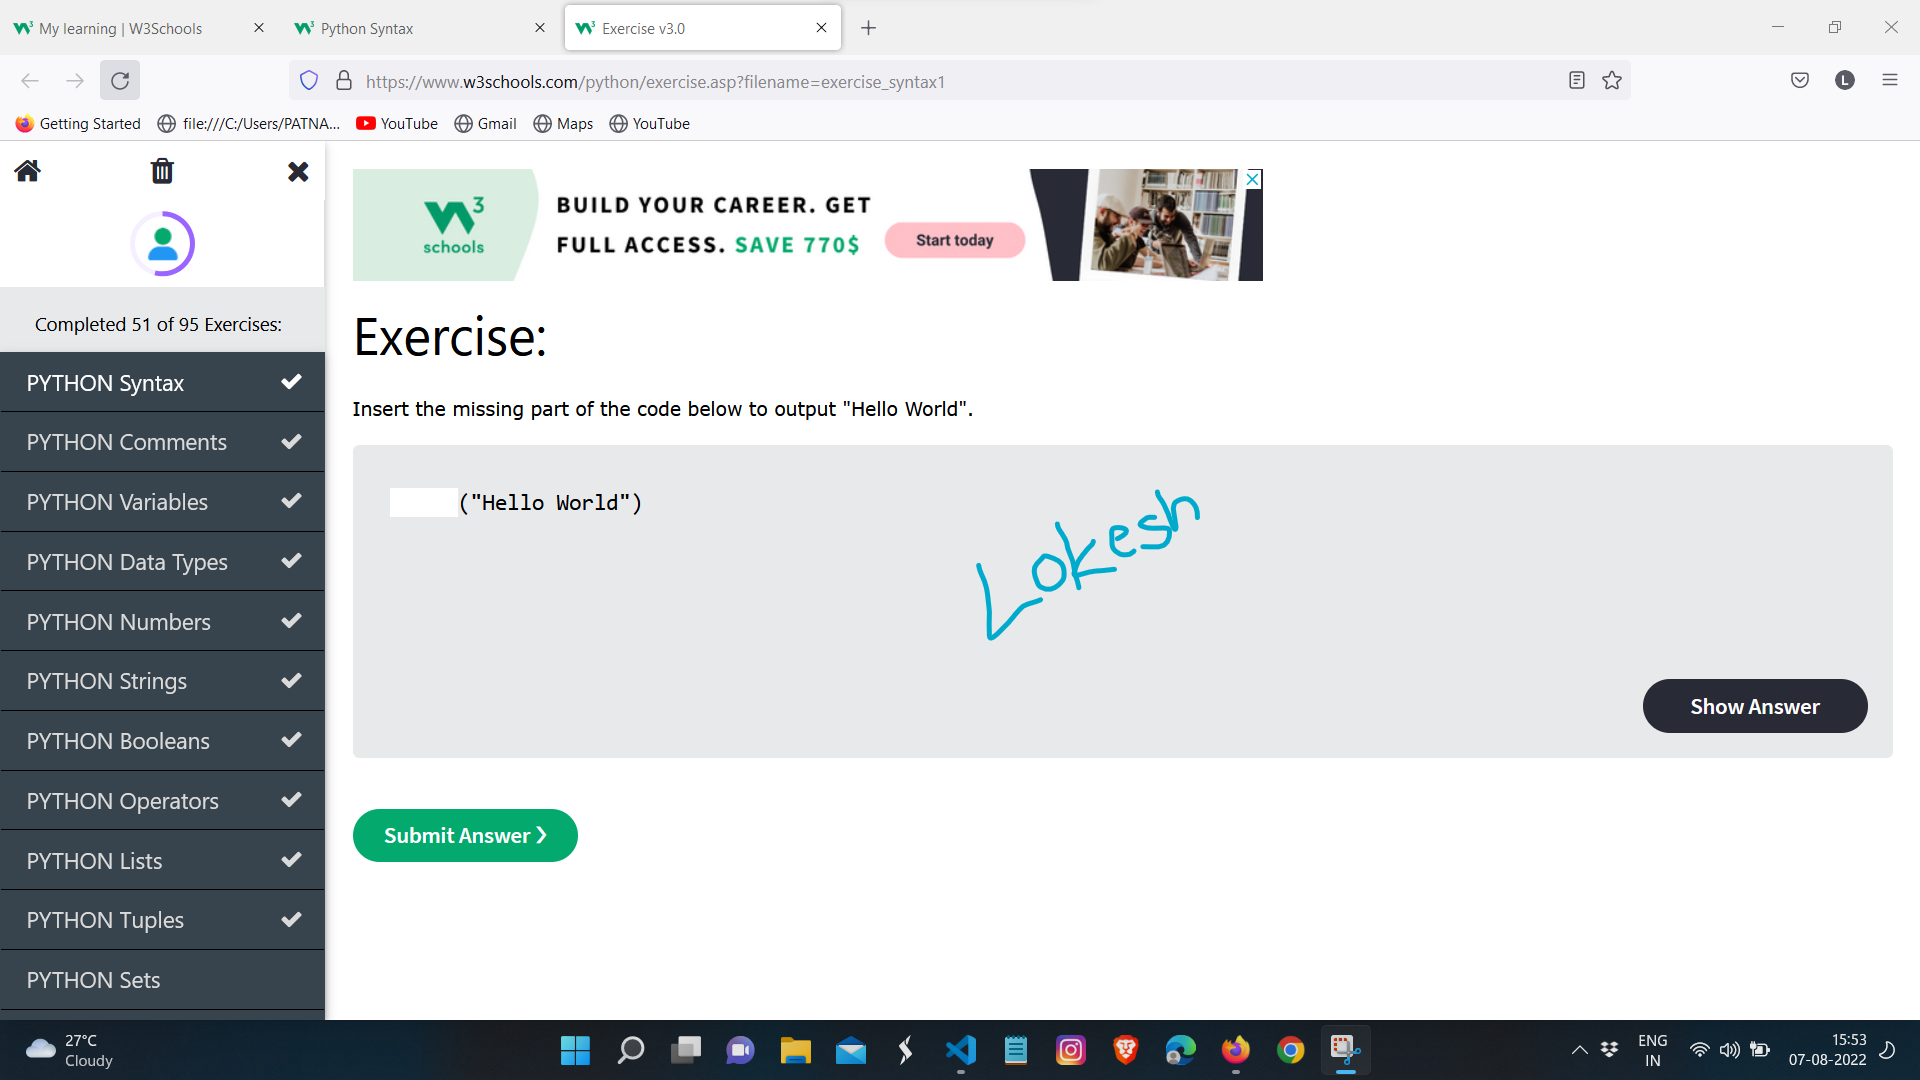 My learning | W3Schools
Python Syntax
Exercise v3.0
https://www.w3schools.com/python/exercise.asp?filename=exercise_syntax1
L
Getting Started
file:///C:/Users/PATNA...
YouTube
Gmail
Maps
YouTube
W3 schools
BUILD YOUR CAREER. GET
FULL ACCESS. SAVE 770$
Start today
Completed 51 of 95 Exercises:
PYTHON Syntax
PYTHON Comments
PYTHON Variables
PYTHON Data Types
PYTHON Numbers
PYTHON Strings
PYTHON Booleans
PYTHON Operators
PYTHON Lists
PYTHON Tuples
PYTHON Sets
Exercise:
Insert the missing part of the code below to output "Hello World".
("Hello World")
Lokesh
Show Answer
Submit Answer ❯
27°C
Cloudy
ENG
IN
15:53
07-08-2022